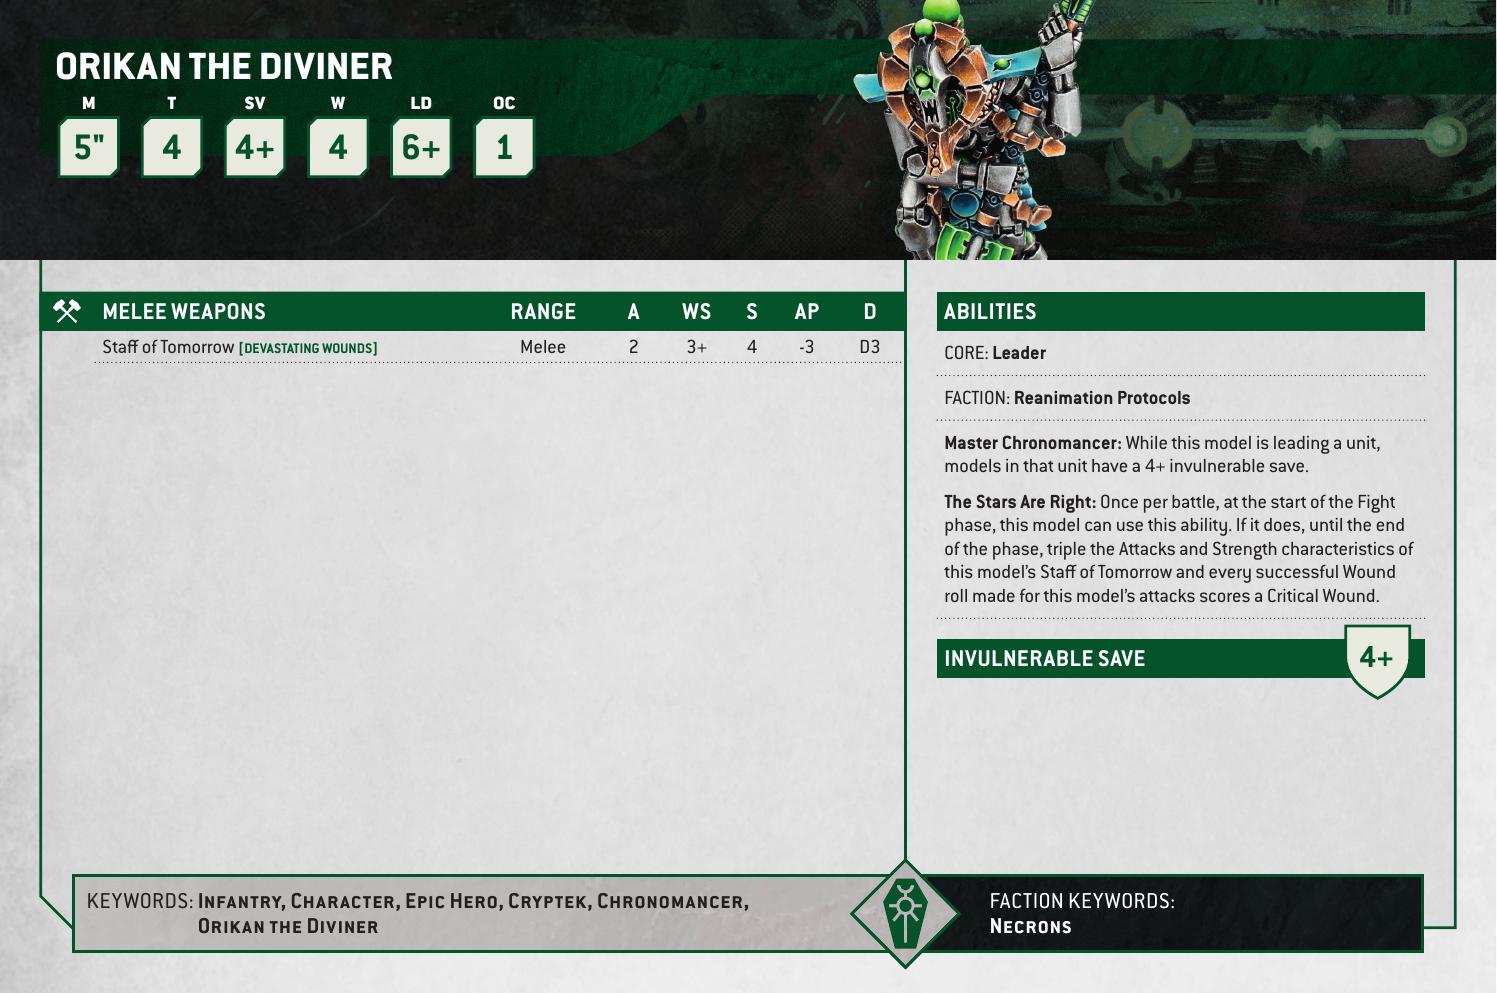 ORIKAN THE DIVINER
M T SV W LD OC
5" 4 4+ 4 6+ 1
MELEE WEAPONS RANGE A WS S AP D
Staff of Tomorrow [DEVASTATING WOUNDS] Melee 2 3+ 4 -3 D3
ABILITIES
CORE: Leader
FACTION: Reanimation Protocols
Master Chronomancer: While this model is leading a unit,
models in that unit have a 4+ invulnerable save.
The Stars Are Right: Once per battle, at the start of the Fight
phase, this model can use this ability. If it does, until the end
of the phase, triple the Attacks and Strength characteristics of
this model’s Staff of Tomorrow and every successful Wound
roll made for this model’s attacks scores a Critical Wound.
INVULNERABLE SAVE 4+
KEYWORDS: INFANTRY, CHARACTER, EPIC HERO, CRYPTEK, CHRONOMANCER,
ORIKAN THE DIVINER
FACTION KEYWORDS:
NECRONS